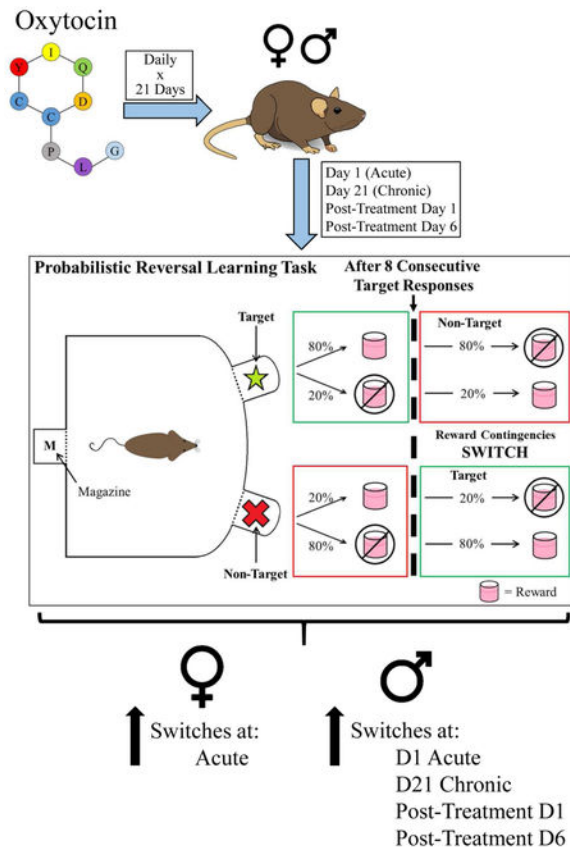 Oxytocin
I
Y
Q
C
C
D
P
L
G
Daily
x
21 Days
♀ ♂
Day 1 (Acute)
Day 21 (Chronic)
Post-Treatment Day 1
Post-Treatment Day 6
Probabilistic Reversal Learning Task
After 8 Consecutive
Target Responses
Target
80%
20%
Non-Target
80%
20%
M
Magazine
Reward Contingencies
SWITCH
20%
80%
Non-Target
Target
20%
80%
= Reward
♀
Switches at:
Acute
♂
Switches at:
D1 Acute
D21 Chronic
Post-Treatment D1
Post-Treatment D6